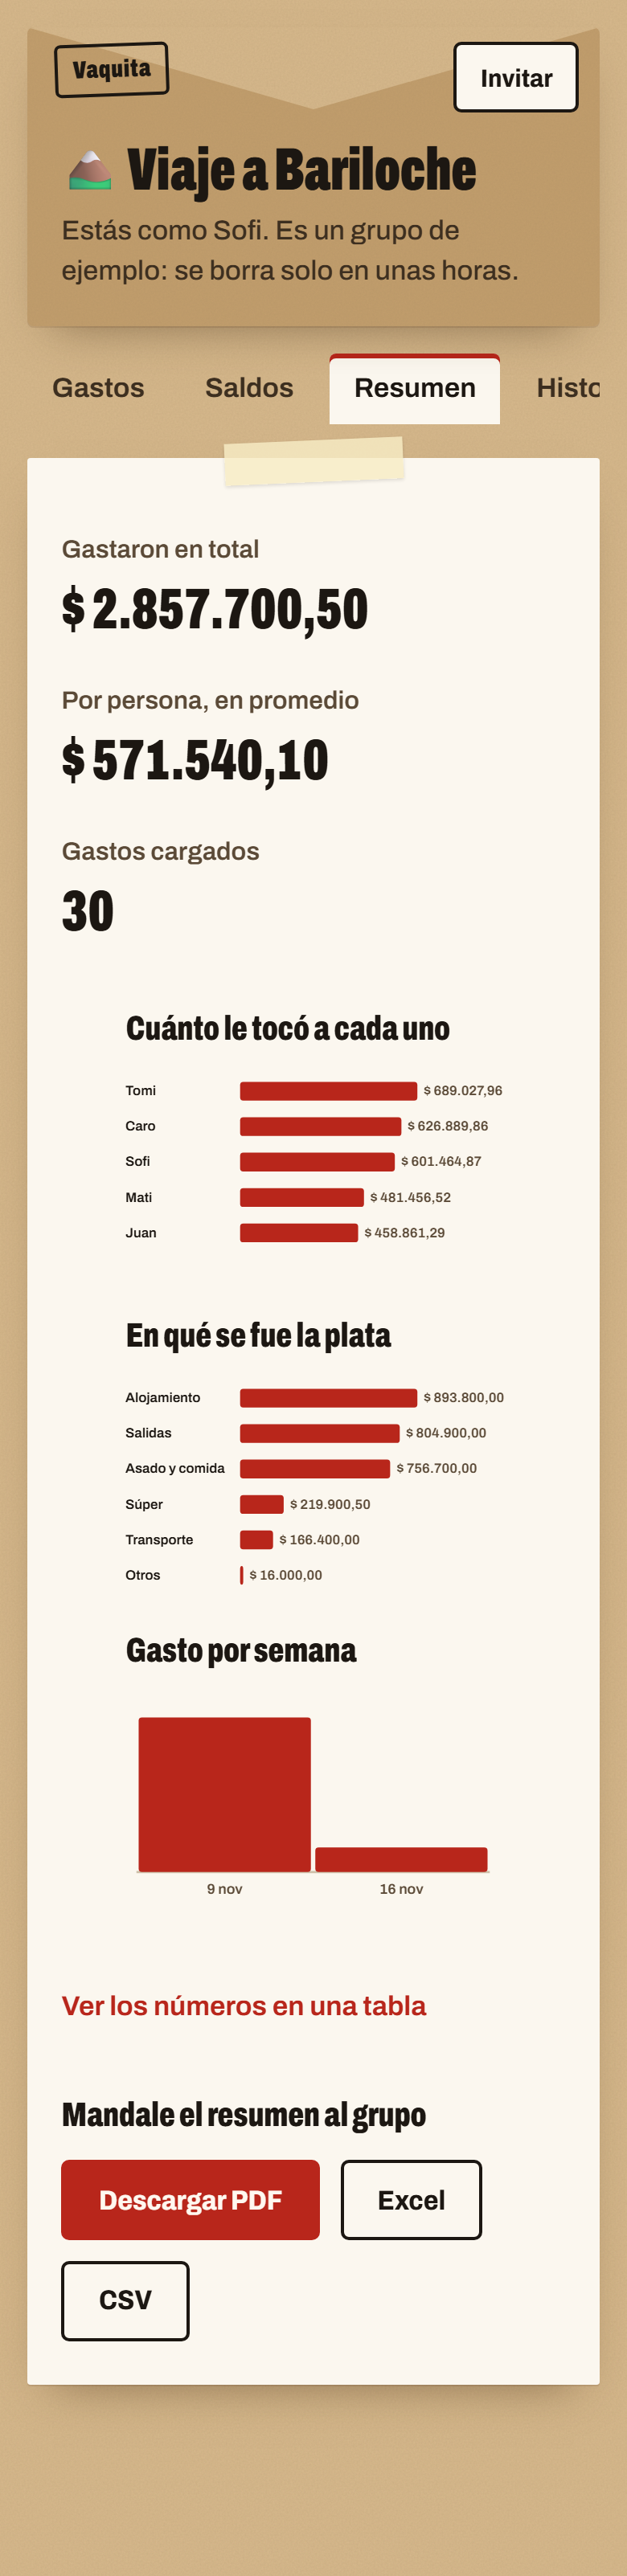 Vaquita
Invitar
Viaje a Bariloche
Estás como Sofi. Es un grupo de
ejemplo: se borra solo en unas horas.
Gastos
Saldos
Resumen
Histo
Gastaron en total
$ 2.857.700,50
Por persona, en promedio
$ 571.540,10
Gastos cargados
30
Cuánto le tocó a cada uno
Tomi $ 689.027,96
Caro $ 626.889,86
Sofi $ 601.464,87
Mati $ 481.456,52
Juan $ 458.861,29
En qué se fue la plata
Alojamiento $ 893.800,00
Salidas $ 804.900,00
Asado y comida $ 756.700,00
Súper $ 219.900,50
Transporte $ 166.400,00
Otros $ 16.000,00
Gasto por semana
9 nov
16 nov
Ver los números en una tabla
Mandale el resumen al grupo
Descargar PDF
Excel
CSV